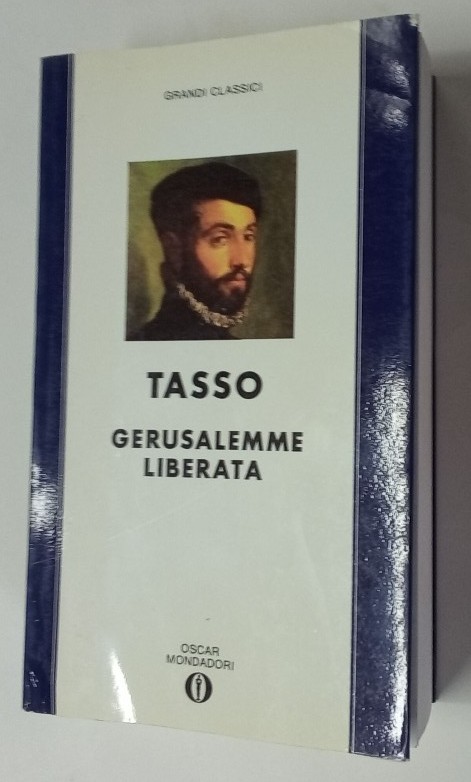 GRANDI CLASSICI
TASSO
GERUSALEMME
LIBERATA
OSCAR
MONDADORI